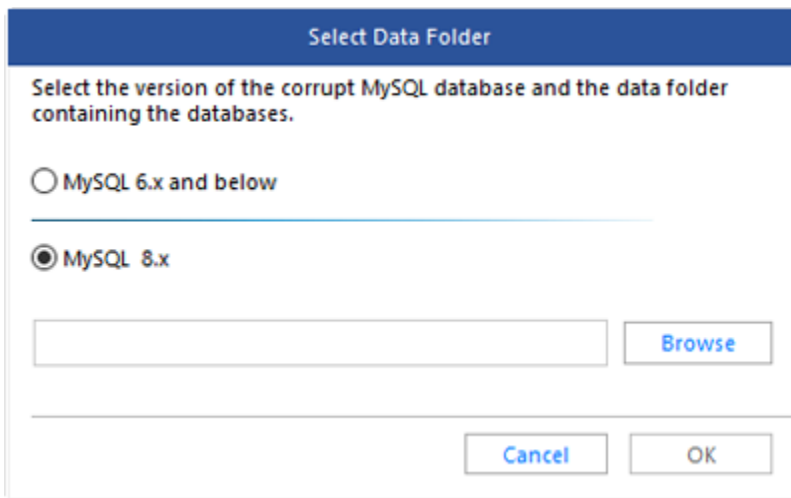 Select Data Folder
Select the version of the corrupt MySQL database and the data folder
containing the databases.
MySQL 6.x and below
MySQL 8.x
Browse
Cancel
OK